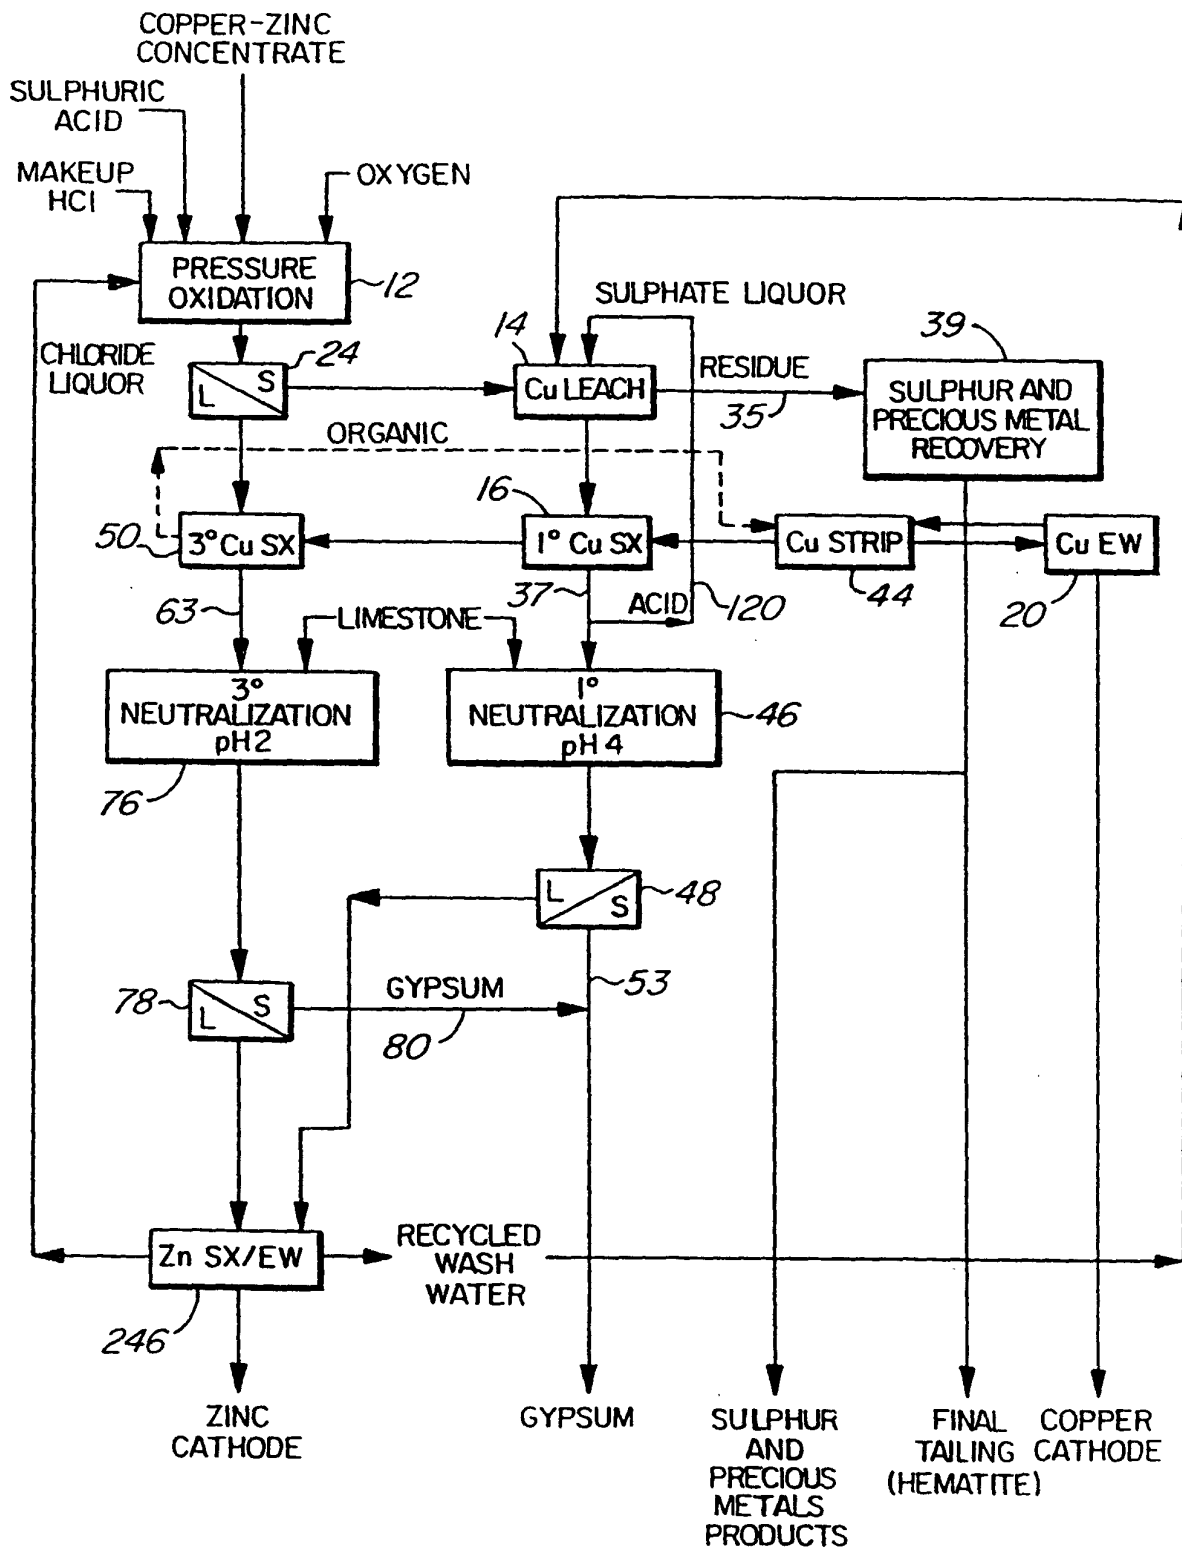 COPPER-ZINC
CONCENTRATE
SULPHURIC
ACID
MAKEUP
HCl
OXYGEN
PRESSURE
OXIDATION
12
SULPHATE LIQUOR
CHLORIDE
LIQUOR
L S
24
14
Cu LEACH
RESIDUE
35
39
SULPHUR AND
PRECIOUS METAL
RECOVERY
ORGANIC
50
3° Cu SX
16
1° Cu SX
Cu STRIP
44
Cu EW
20
63
37
ACID
120
LIMESTONE
3°
NEUTRALIZATION
pH2
76
1°
NEUTRALIZATION
pH4
46
L S
48
78
L S
GYPSUM
80
53
Zn SX/EW
246
RECYCLED
WASH
WATER
ZINC
CATHODE
GYPSUM
SULPHUR
AND
PRECIOUS
METALS
PRODUCTS
FINAL
TAILING
(HEMATITE)
COPPER
CATHODE